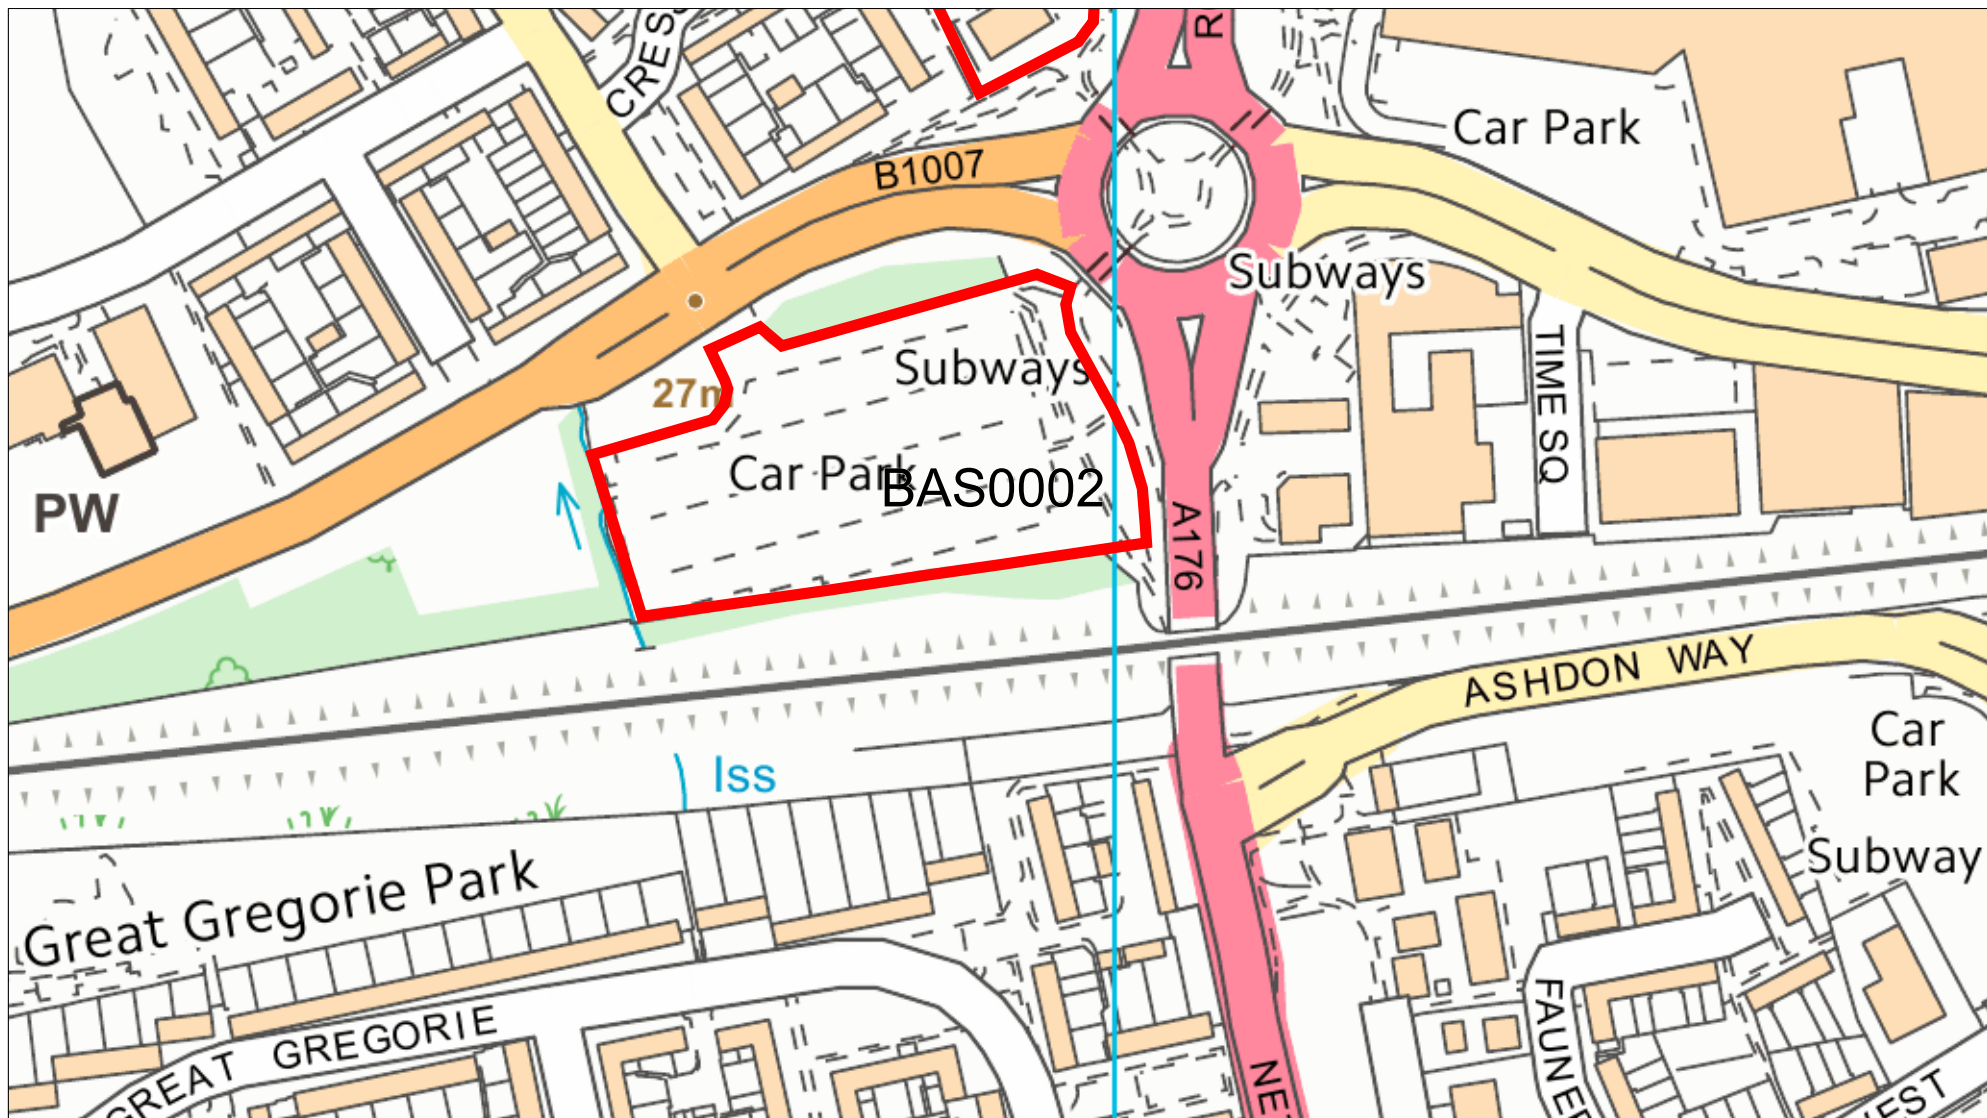 CRESS
R
Car Park
B1007
Subways
TIME SQ
27m
Subways
Car Park
BAS0002
PW
A176
ASHDON WAY
Car
Park
Iss
Subway
Great Gregorie Park
GREAT GREGORIE
FAUNE
NE
EST